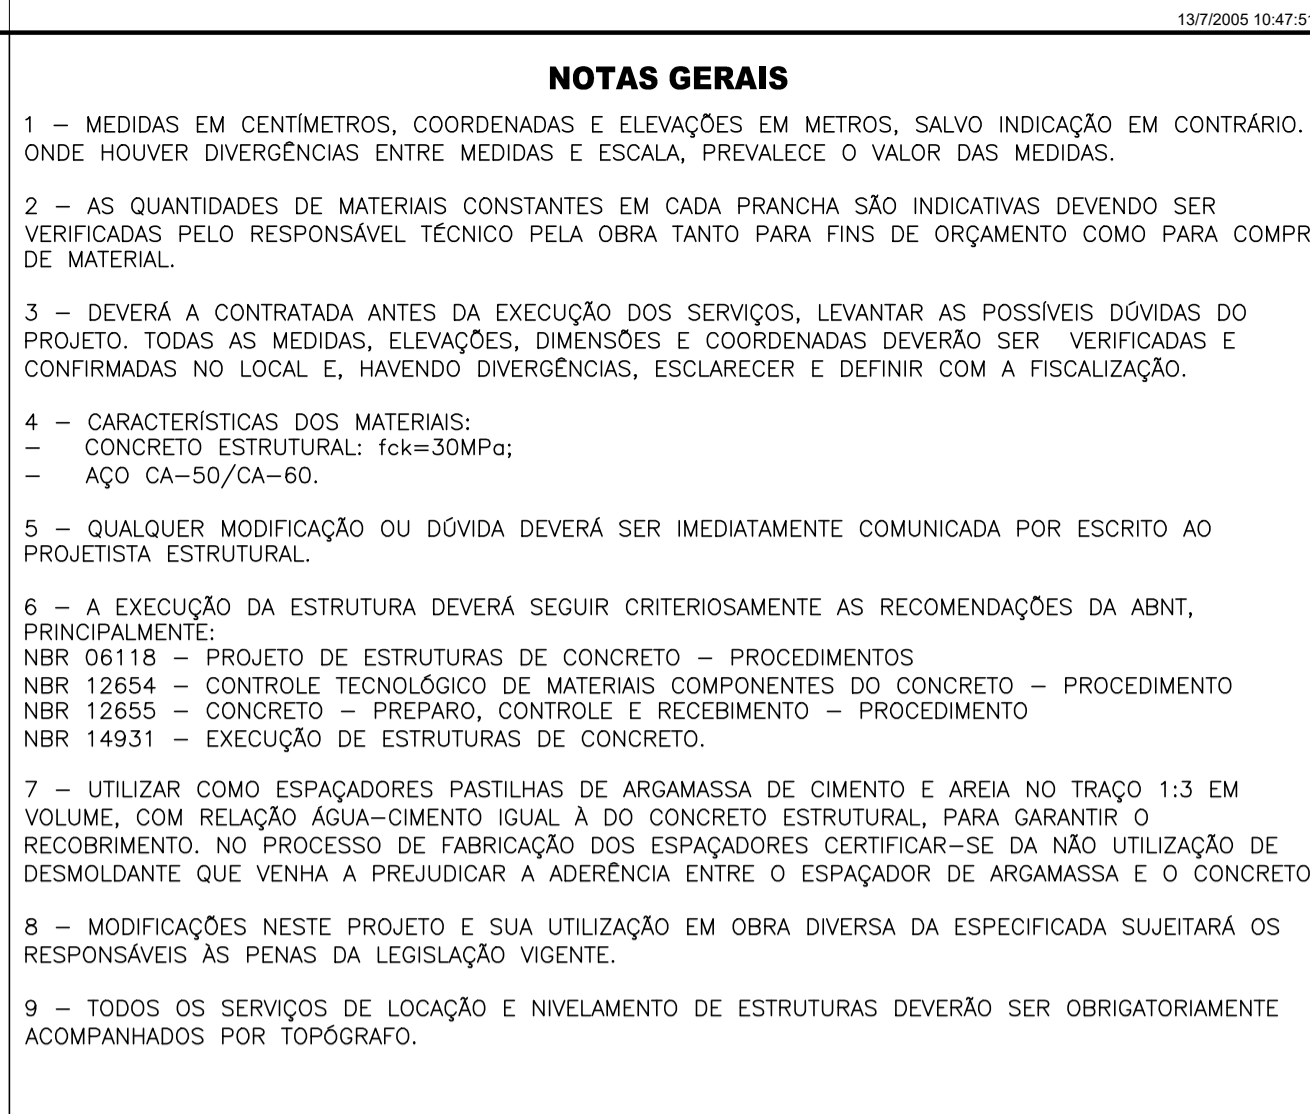 13/7/2005 10:47:51
NOTAS GERAIS
1 – MEDIDAS EM CENTÍMETROS, COORDENADAS E ELEVAÇÕES EM METROS, SALVO INDICAÇÃO EM CONTRÁRIO.
ONDE HOUVER DIVERGÊNCIAS ENTRE MEDIDAS E ESCALA, PREVALECE O VALOR DAS MEDIDAS.
2 – AS QUANTIDADES DE MATERIAIS CONSTANTES EM CADA PRANCHA SÃO INDICATIVAS DEVENDO SER
VERIFICADAS PELO RESPONSÁVEL TÉCNICO PELA OBRA TANTO PARA FINS DE ORÇAMENTO COMO PARA COMPR
DE MATERIAL.
3 – DEVERÁ A CONTRATADA ANTES DA EXECUÇÃO DOS SERVIÇOS, LEVANTAR AS POSSÍVEIS DÚVIDAS DO
PROJETO. TODAS AS MEDIDAS, ELEVAÇÕES, DIMENSÕES E COORDENADAS DEVERÃO SER VERIFICADAS E
CONFIRMADAS NO LOCAL E, HAVENDO DIVERGÊNCIAS, ESCLARECER E DEFINIR COM A FISCALIZAÇÃO.
4 – CARACTERÍSTICAS DOS MATERIAIS:
– CONCRETO ESTRUTURAL: fck=30MPa;
– AÇO CA–50/CA–60.
5 – QUALQUER MODIFICAÇÃO OU DÚVIDA DEVERÁ SER IMEDIATAMENTE COMUNICADA POR ESCRITO AO
PROJETISTA ESTRUTURAL.
6 – A EXECUÇÃO DA ESTRUTURA DEVERÁ SEGUIR CRITERIOSAMENTE AS RECOMENDAÇÕES DA ABNT,
PRINCIPALMENTE:
NBR 06118 – PROJETO DE ESTRUTURAS DE CONCRETO – PROCEDIMENTOS
NBR 12654 – CONTROLE TECNOLÓGICO DE MATERIAIS COMPONENTES DO CONCRETO – PROCEDIMENTO
NBR 12655 – CONCRETO – PREPARO, CONTROLE E RECEBIMENTO – PROCEDIMENTO
NBR 14931 – EXECUÇÃO DE ESTRUTURAS DE CONCRETO.
7 – UTILIZAR COMO ESPAÇADORES PASTILHAS DE ARGAMASSA DE CIMENTO E AREIA NO TRAÇO 1:3 EM
VOLUME, COM RELAÇÃO ÁGUA–CIMENTO IGUAL À DO CONCRETO ESTRUTURAL, PARA GARANTIR O
RECOBRIMENTO. NO PROCESSO DE FABRICAÇÃO DOS ESPAÇADORES CERTIFICAR–SE DA NÃO UTILIZAÇÃO DE
DESMOLDANTE QUE VENHA A PREJUDICAR A ADERÊNCIA ENTRE O ESPAÇADOR DE ARGAMASSA E O CONCRETO
8 – MODIFICAÇÕES NESTE PROJETO E SUA UTILIZAÇÃO EM OBRA DIVERSA DA ESPECIFICADA SUJEITARÁ OS
RESPONSÁVEIS ÀS PENAS DA LEGISLAÇÃO VIGENTE.
9 – TODOS OS SERVIÇOS DE LOCAÇÃO E NIVELAMENTO DE ESTRUTURAS DEVERÃO SER OBRIGATORIAMENTE
ACOMPANHADOS POR TOPÓGRAFO.